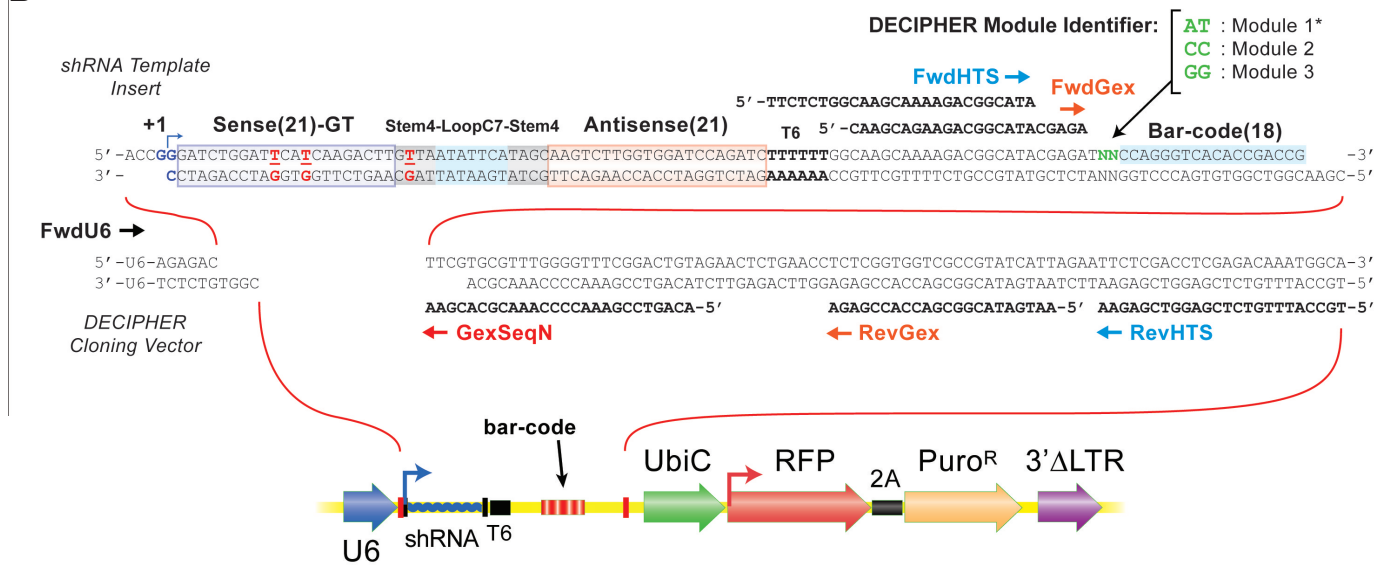 DECIPHER Module Identifier:
AT : Module 1*
CC : Module 2
GG : Module 3
shRNA Template
Insert
FwdHTS
FwdGex
5'-TTCTCTGGCAAGCAAAAGACGGCATA
5'-CAAGCAGAAGACGGCATACGAGA
+1
Sense(21)-GT
Stem4-LoopC7-Stem4
Antisense(21)
T6
Bar-code(18)
5'-ACCGGGATCTGGATTCATCAAGACTTGTTAATATTCATAGCAAGTCTTGGTGGATCCAGATCTTTTTTGGCAAGCAAAAGACGGCATACGAGATNNCCAGGGTCACACCGACCG -3'
3'- CCTAGACCTAGGTGGTTCTGAACGATTATAAGTATCGTTCAGAACCACCTAGGTCTAGAAAAAACCGTTCGTTTTCTGCCGTATGCTCTANNGGTCCCAGTGTGGCTGGCAAGC-5'
FwdU6
5'-U6-AGAGAC
TTCGTGCGTTTGGGGTTTCGGACTGTAGAACTCTGAACCTCTCGGTGGTCGCCGTATCATTAGAATTCTCGACCTCGAGACAAATGGCA-3'
3'-U6-TCTCTGTGGC
ACGCAAACCCCAAAGCCTGACATCTTGAGACTTGGAGAGCCACCAGCGGCATAGTAATCTTAAGAGCTGGAGCTCTGTTTACCGT-5'
AAGCACGCAAACCCCAAAGCCTGACA-5'
AGAGCCACCAGCGGCATAGTAA-5'
AAGAGCTGGAGCTCTGTTTACCGT-5'
DECIPHER
Cloning Vector
GexSeqN
RevGex
RevHTS
bar-code
UbiC
RFP
2A
Puroᴿ
3'ΔLTR
U6
shRNA
T6